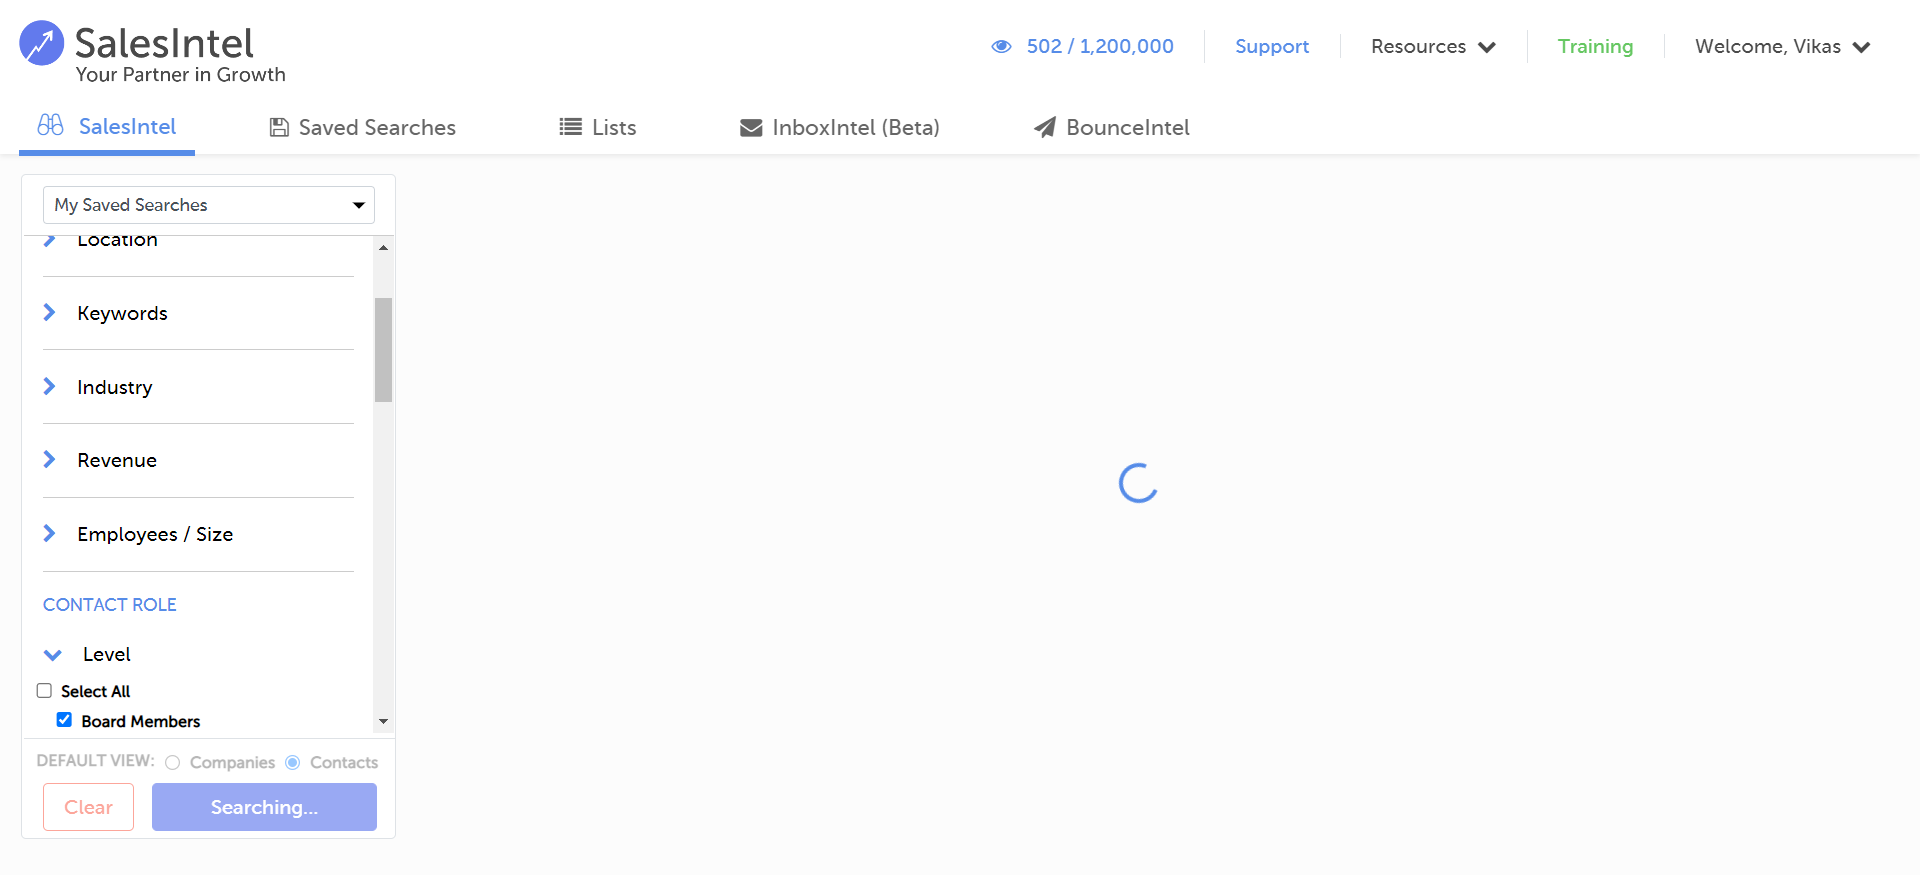 SalesIntel
Your Partner in Growth
502 / 1,200,000
Support
Resources
Training
Welcome, Vikas
SalesIntel
Saved Searches
Lists
InboxIntel (Beta)
BounceIntel
My Saved Searches
Location
Keywords
Industry
Revenue
Employees / Size
CONTACT ROLE
Level
Select All
Board Members
DEFAULT VIEW: Companies Contacts
Clear
Searching...